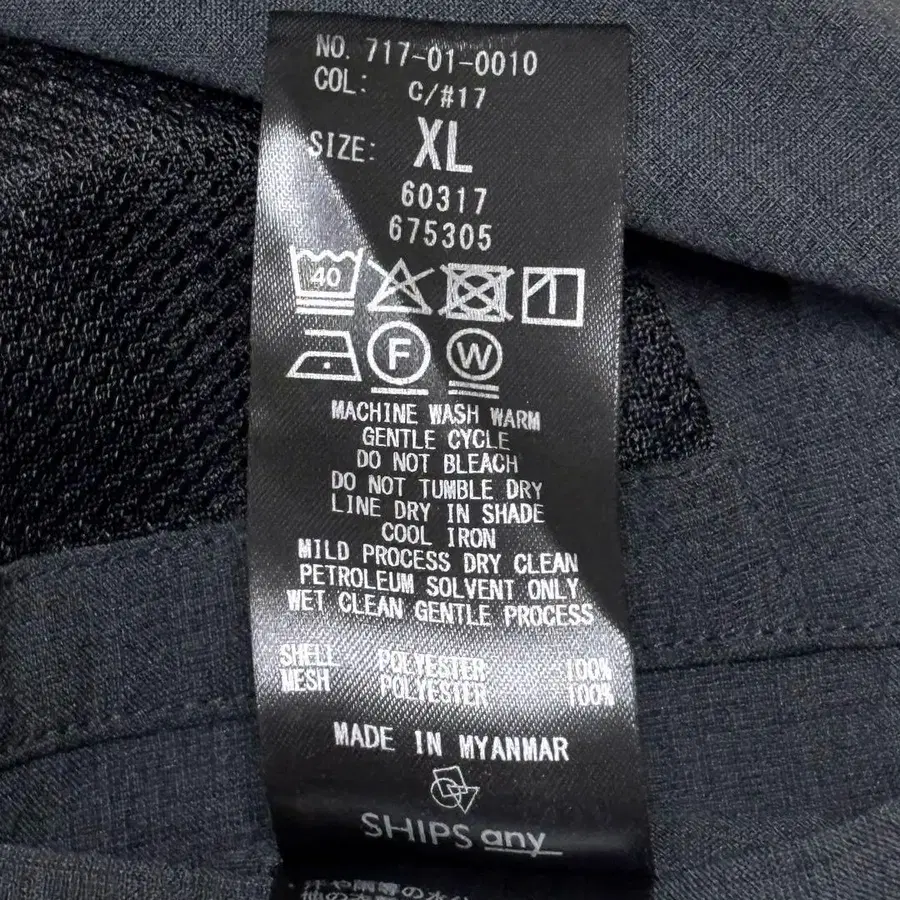 NO. 717-01-0010
COL: C/#17
SIZE: XL
60317
675305
40
F W
MACHINE WASH WARM
GENTLE CYCLE
DO NOT BLEACH
DO NOT TUMBLE DRY
LINE DRY IN SHADE
COOL IRON
MILD PROCESS DRY CLEAN
PETROLEUM SOLVENT ONLY
WET CLEAN GENTLE PROCESS
SHELL POLYESTER 100%
MESH POLYESTER 100%
MADE IN MYANMAR
SHIPS any